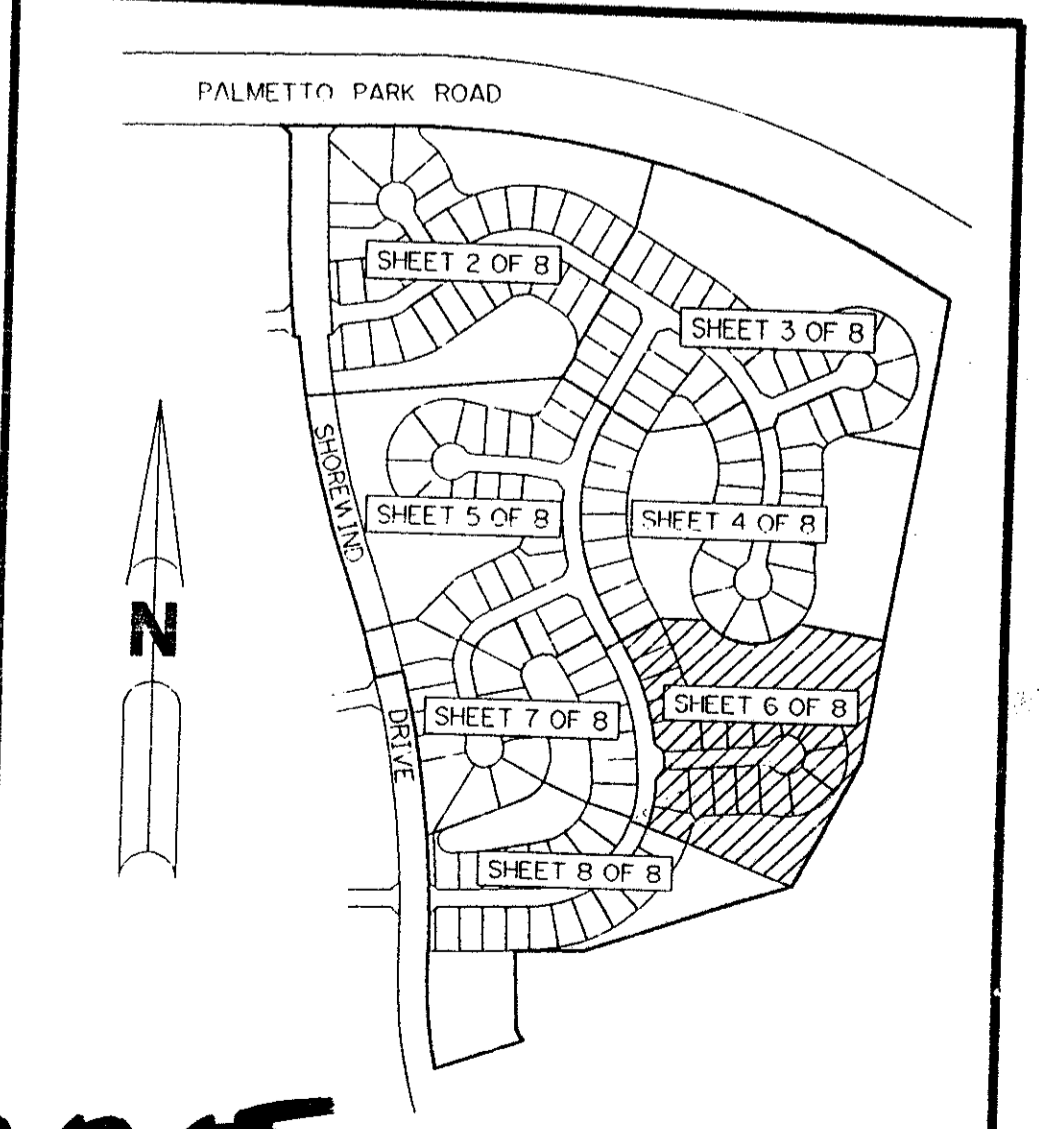 PALMETTO PARK ROAD
SHEET 2 OF 8
SHEET 3 OF 8
SHOREWIND
SHEET 5 OF 8
SHEET 4 OF 8
N
SHEET 6 OF 8
DRIVE
SHEET 7 OF 8
SHEET 8 OF 8